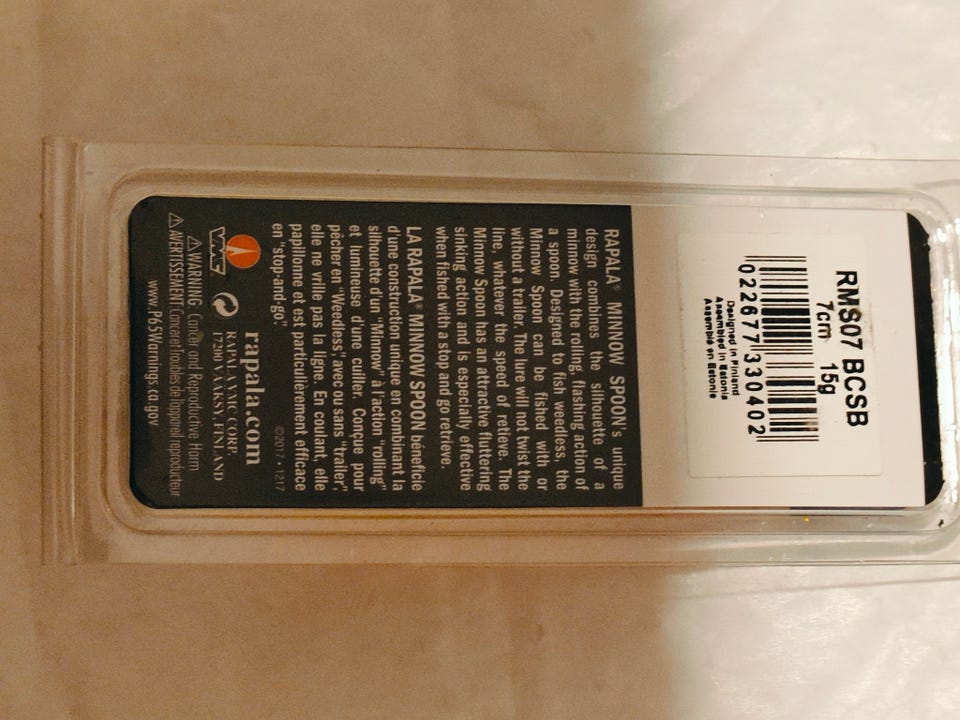 RMS07 BCSB
7cm 15g
022677 330402
Designed in Finland
Assembled in Estonia
Assemblé en Estonie
RAPALA® MINNOW SPOON's unique
design combines the silhouette of a
minnow with the rolling, flashing action of
a spoon. Designed to fish weedless, the
Minnow Spoon can be fished with or
without a trailer. The lure will not twist the
line, whatever the speed of retieve. The
Minnow Spoon has an attractive fluttering
sinking action and is especially effective
when fished with a stop and go retrieve.
LA RAPALA® MINNOW SPOON bénéficie
d'une construction unique en combinant la
silhouette d'un "Minnow" à l'action "rolling"
et lumineuse d'une cuiller. Conçue pour
pêcher en "Weedless", avec ou sans "trailer",
elle ne vrille pas la ligne. En coulant, elle
papillonne et est particulièrement efficace
en "stop-and-go".
©2017 • 1217
rapala.com
VMC RAPALA VMC CORP.
17200 VÄÄKSY, FINLAND
⚠WARNING: Cancer and Reproductive Harm
⚠AVERTISSEMENT: Cancer et Troubles de l'appareil reproducteur
www.P65Warnings.ca.gov